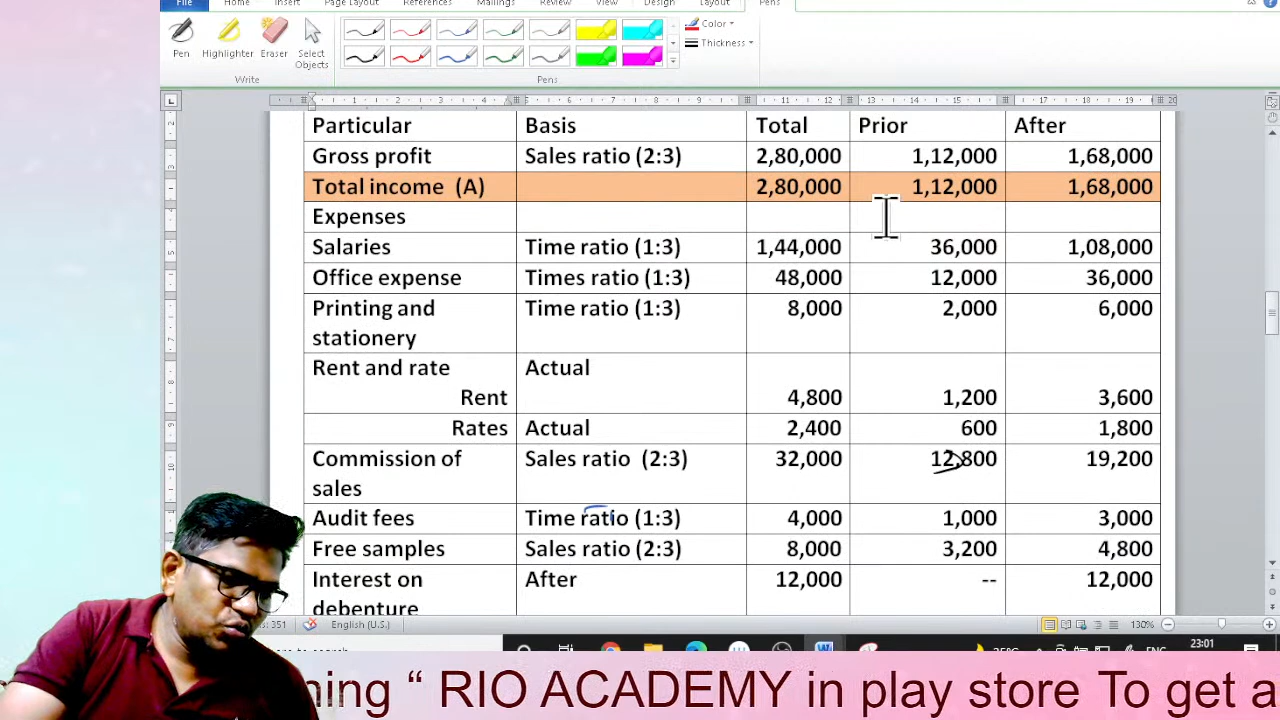 File Home Insert Page Layout References Mailings Review View Design Layout Pens
Pen Highlighter Eraser Select Objects
Color
Thickness
Write Pens
Particular Basis Total Prior After
Gross profit Sales ratio (2:3) 2,80,000 1,12,000 1,68,000
Total income (A) 2,80,000 1,12,000 1,68,000
Expenses
Salaries Time ratio (1:3) 1,44,000 36,000 1,08,000
Office expense Times ratio (1:3) 48,000 12,000 36,000
Printing and stationery Time ratio (1:3) 8,000 2,000 6,000
Rent and rate Actual
Rent 4,800 1,200 3,600
Rates Actual 2,400 600 1,800
Commission of sales Sales ratio (2:3) 32,000 12,800 19,200
Audit fees Time ratio (1:3) 4,000 1,000 3,000
Free samples Sales ratio (2:3) 8,000 3,200 4,800
Interest on debenture After 12,000 -- 12,000
: 351 English (U.S.) 130%
23:01
ning “ RIO ACADEMY in play store To get a